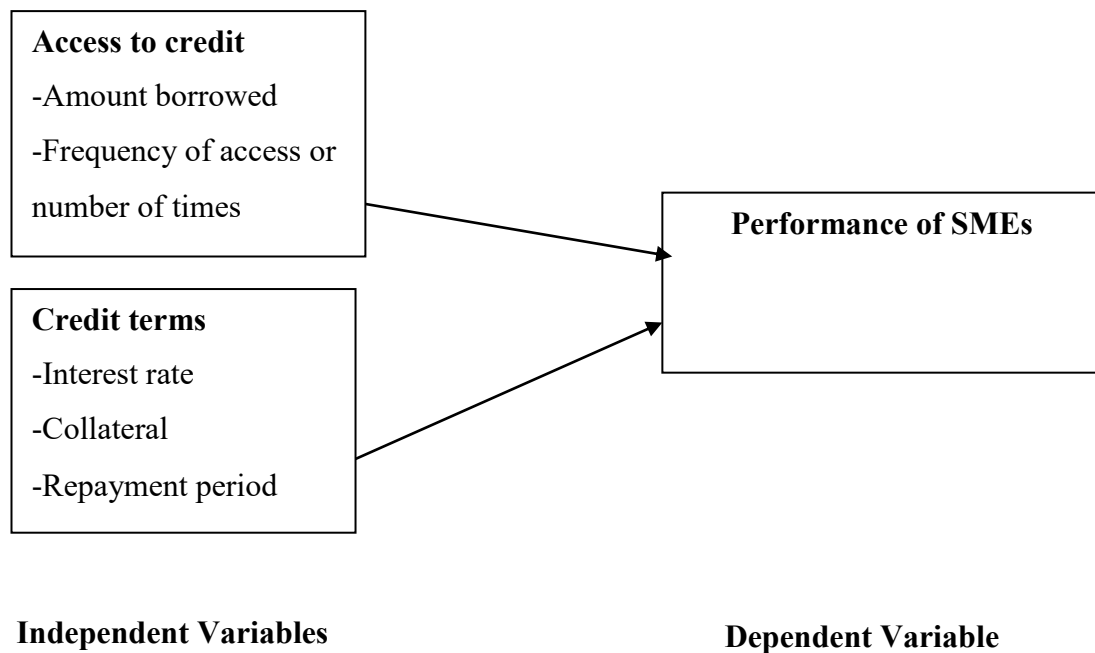 Access to credit
-Amount borrowed
-Frequency of access or
number of times
Performance of SMEs
Credit terms
-Interest rate
-Collateral
-Repayment period
Independent Variables
Dependent Variable